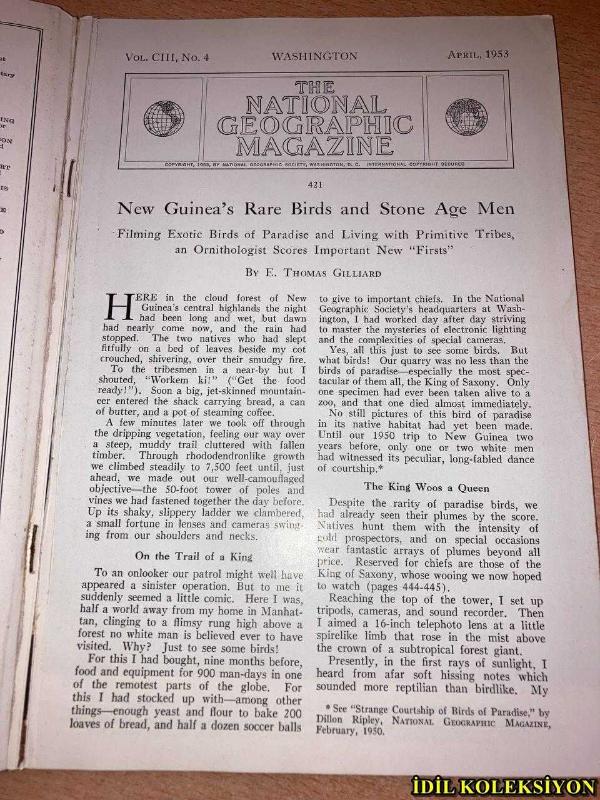 VOL. CIII, No. 4 WASHINGTON APRIL, 1953
THE
NATIONAL
GEOGRAPHIC
MAGAZINE
COPYRIGHT, 1953, BY NATIONAL GEOGRAPHIC SOCIETY, WASHINGTON, D. C. INTERNATIONAL COPYRIGHT SECURED
421
New Guinea's Rare Birds and Stone Age Men
Filming Exotic Birds of Paradise and Living with Primitive Tribes,
an Ornithologist Scores Important New "Firsts"
BY E. THOMAS GILLIARD
HERE in the cloud forest of New
Guinea's central highlands the night
had been long and wet, but dawn
had nearly come now, and the rain had
stopped. The two natives who had slept
fitfully on a bed of leaves beside my cot
crouched, shivering, over their smudgy fire.
To the tribesmen in a near-by hut I
shouted, "Workem ki!" ("Get the food
ready!"). Soon a big, jet-skinned mountain-
eer entered the shack carrying bread, a can
of butter, and a pot of steaming coffee.
A few minutes later we took off through
the dripping vegetation, feeling our way over
a steep, muddy trail cluttered with fallen
timber. Through rhododendronlike growth
we climbed steadily to 7,500 feet until, just
ahead, we made out our well-camouflaged
objective—the 50-foot tower of poles and
vines we had fastened together the day before.
Up its shaky, slippery ladder we clambered,
a small fortune in lenses and cameras swing-
ing from our shoulders and necks.
On the Trail of a King
To an onlooker our patrol might well have
appeared a sinister operation. But to me it
suddenly seemed a little comic. Here I was,
half a world away from my home in Manhat-
tan, clinging to a flimsy rung high above a
forest no white man is believed ever to have
visited. Why? Just to see some birds!
For this I had bought, nine months before,
food and equipment for 900 man-days in one
of the remotest parts of the globe. For
this I had stocked up with—among other
things—enough yeast and flour to bake 200
loaves of bread, and half a dozen soccer balls
to give to important chiefs. In the National
Geographic Society's headquarters at Wash-
ington, I had worked day after day striving
to master the mysteries of electronic lighting
and the complexities of special cameras.
Yes, all this just to see some birds. But
what birds! Our quarry was no less than the
birds of paradise—especially the most spec-
tacular of them all, the King of Saxony. Only
one specimen had ever been taken alive to a
zoo, and that one died almost immediately.
No still pictures of this bird of paradise
in its native habitat had yet been made.
Until our 1950 trip to New Guinea two
years before, only one or two white men
had witnessed its peculiar, long-fabled dance
of courtship.*
The King Woos a Queen
Despite the rarity of paradise birds, we
had already seen their plumes by the score.
Natives hunt them with the intensity of
gold prospectors, and on special occasions
wear fantastic arrays of plumes beyond all
price. Reserved for chiefs are those of the
King of Saxony, whose wooing we now hoped
to watch (pages 444-445).
Reaching the top of the tower, I set up
tripods, cameras, and sound recorder. Then
I aimed a 16-inch telephoto lens at a little
spirelike limb that rose in the mist above
the crown of a subtropical forest giant.
Presently, in the first rays of sunlight, I
heard from afar soft hissing notes which
sounded more reptilian than birdlike. My
* See "Strange Courtship of Birds of Paradise," by
Dillon Ripley, NATIONAL GEOGRAPHIC MAGAZINE,
February, 1950.
İDİL KOLEKSİYON